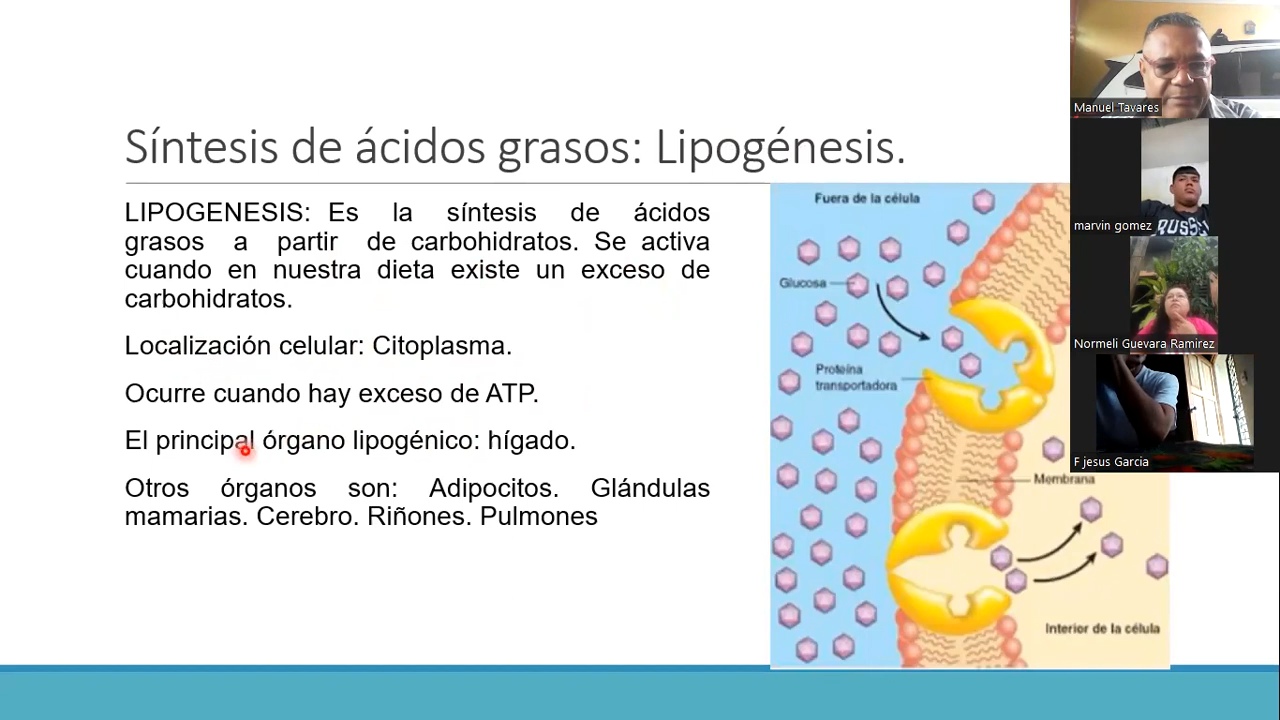 Síntesis de ácidos grasos: Lipogénesis.
LIPOGENESIS: Es la síntesis de ácidos
grasos a partir de carbohidratos. Se activa
cuando en nuestra dieta existe un exceso de
carbohidratos.
Localización celular: Citoplasma.
Ocurre cuando hay exceso de ATP.
El principal órgano lipogénico: hígado.
Otros órganos son: Adipocitos. Glándulas
mamarias. Cerebro. Riñones. Pulmones
Fuera de la célula
Glucosa
Proteína
transportadora
Membrana
Interior de la célula
Manuel Tavares
marvin gomez
RUSS
Normeli Guevara Ramirez
F jesus Garcia